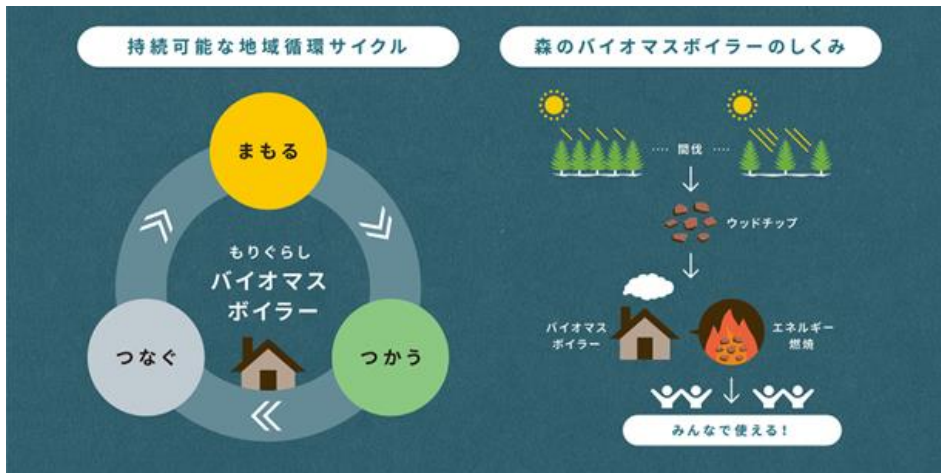 持続可能な地域循環サイクル
まもる
もりぐらし
バイオマス
ボイラー
つなぐ
つかう
森のバイオマスボイラーのしくみ
間伐
ウッドチップ
バイオマス
ボイラー
エネルギー
燃焼
みんなで使える！